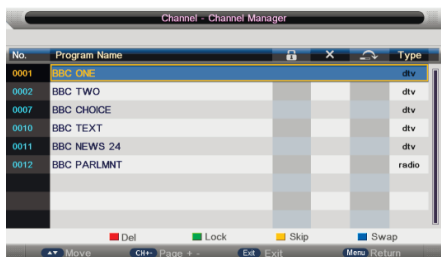 Channel - Channel Manager
No. Program Name Type
0001 BBC ONE dtv
0002 BBC TWO dtv
0007 BBC CHOICE dtv
0010 BBC TEXT dtv
0011 BBC NEWS 24 dtv
0012 BBC PARLMNT radio
Del Lock Skip Swap
▲▼ Move CH+- Page + - Exit Exit Menu Return